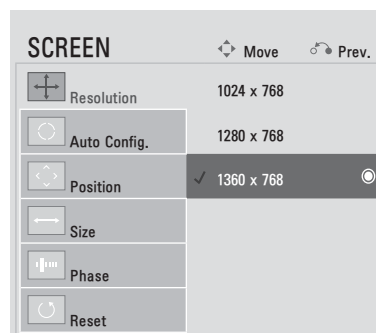 SCREEN Move Prev.
Resolution 1024 x 768
Auto Config. 1280 x 768
Position 1360 x 768
Size
Phase
Reset